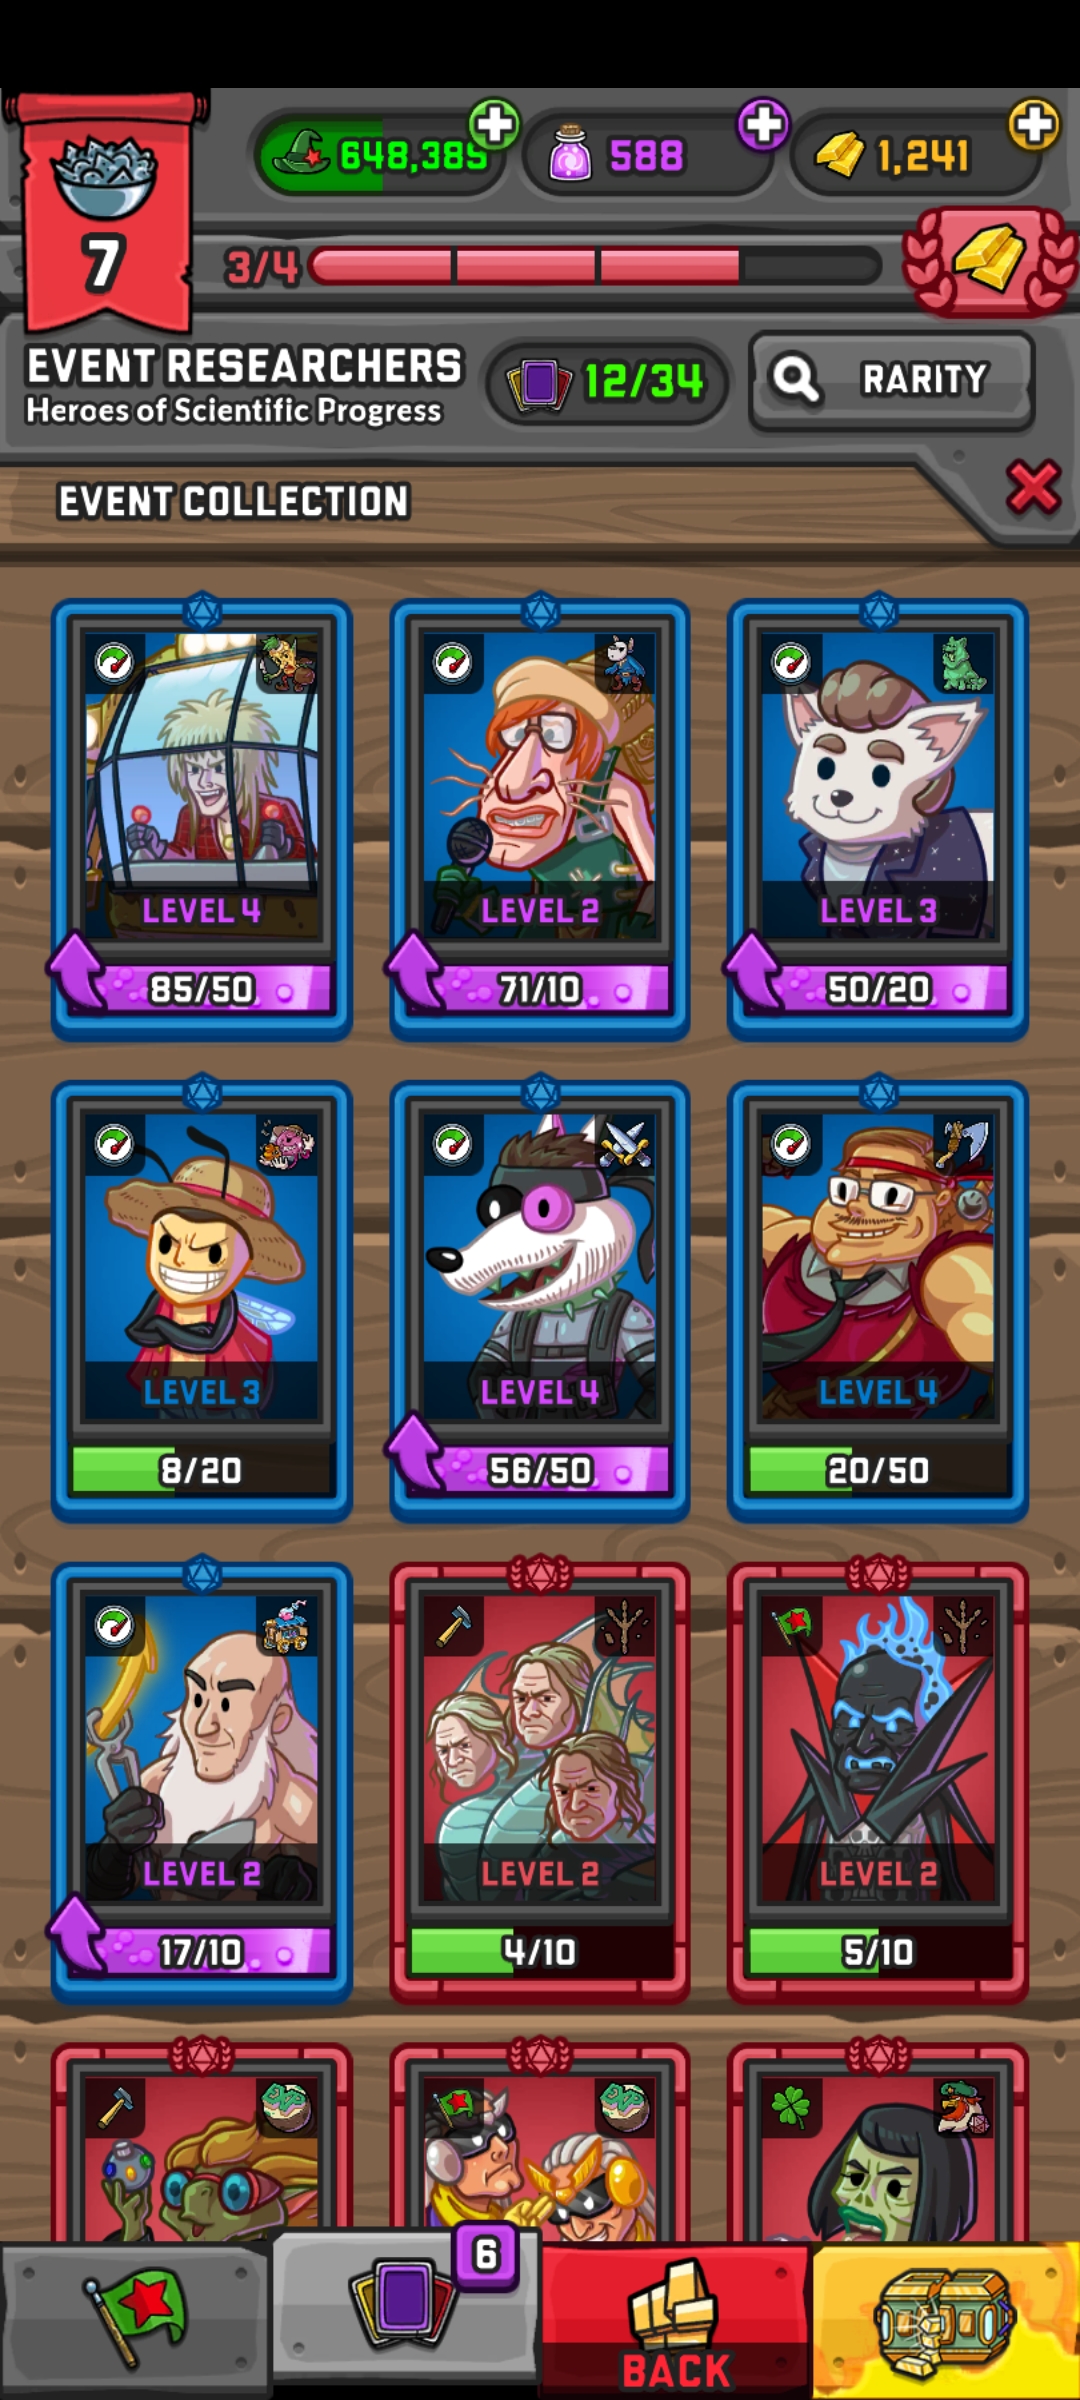 648,385
588
1,241
7
3/4
EVENT RESEARCHERS
Heroes of Scientific Progress
12/34
RARITY
EVENT COLLECTION
LEVEL 4
LEVEL 2
LEVEL 3
85/50
71/10
50/20
LEVEL 3
LEVEL 4
LEVEL 4
8/20
56/50
20/50
LEVEL 2
LEVEL 2
LEVEL 2
17/10
4/10
5/10
EXP
EXP
6
BACK